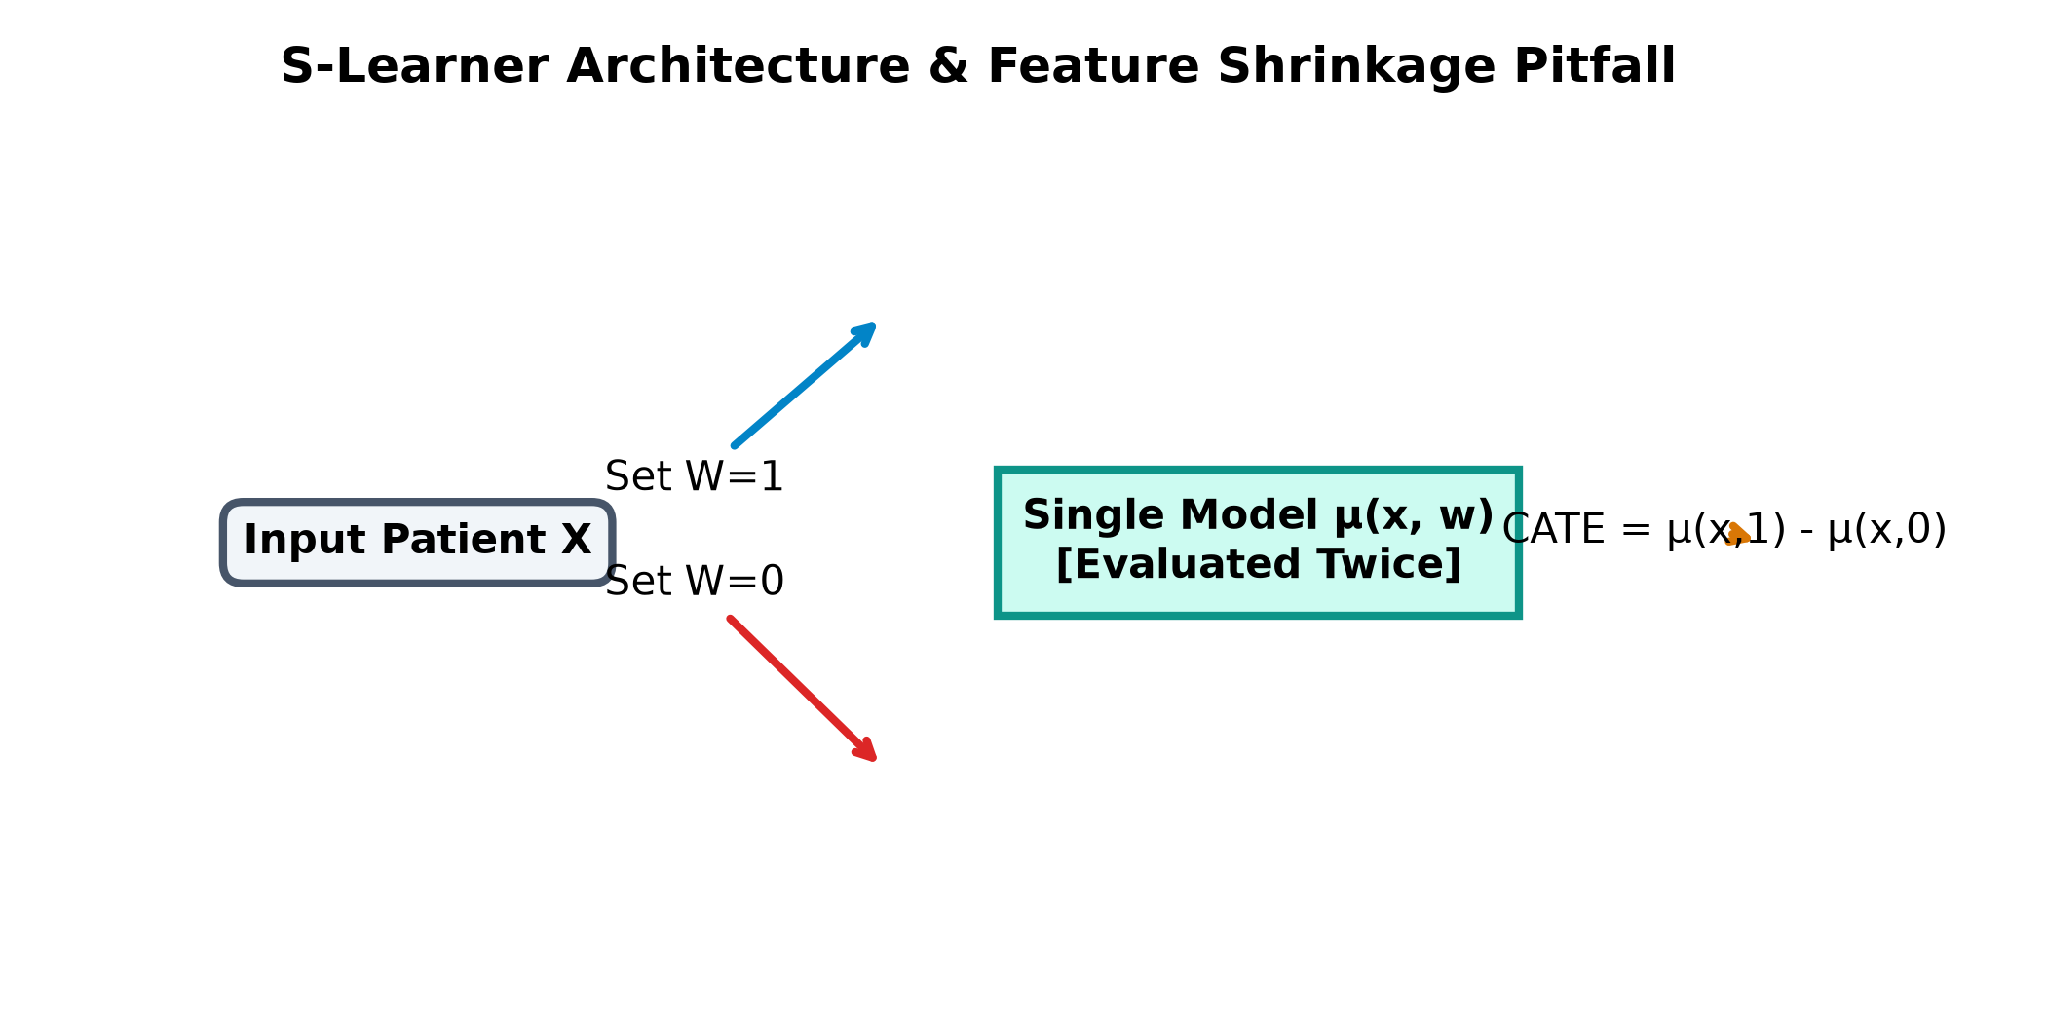 S-Learner Architecture & Feature Shrinkage Pitfall
Set W=1
Input Patient X
Set W=0
Single Model μ(x, w)
[Evaluated Twice]
CATE = μ(x,1) - μ(x,0)